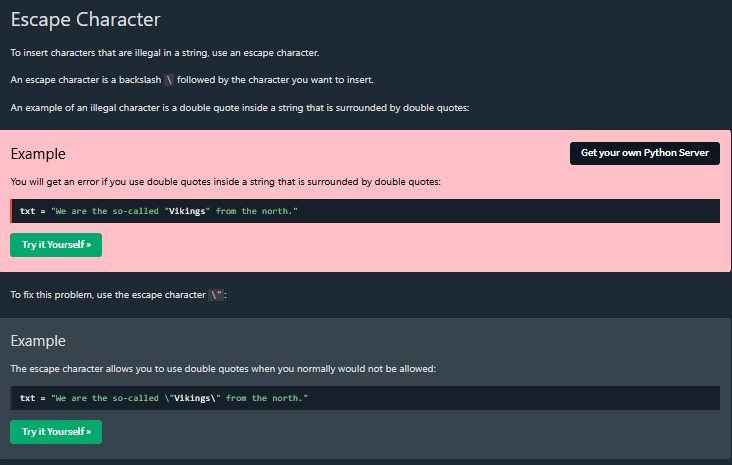 Escape Character
To insert characters that are illegal in a string, use an escape character.
An escape character is a backslash \ followed by the character you want to insert.
An example of an illegal character is a double quote inside a string that is surrounded by double quotes:
Example
Get your own Python Server
You will get an error if you use double quotes inside a string that is surrounded by double quotes:
txt = "We are the so-called "Vikings" from the north."
Try it Yourself »
To fix this problem, use the escape character \":
Example
The escape character allows you to use double quotes when you normally would not be allowed:
txt = "We are the so-called \"Vikings\" from the north."
Try it Yourself »